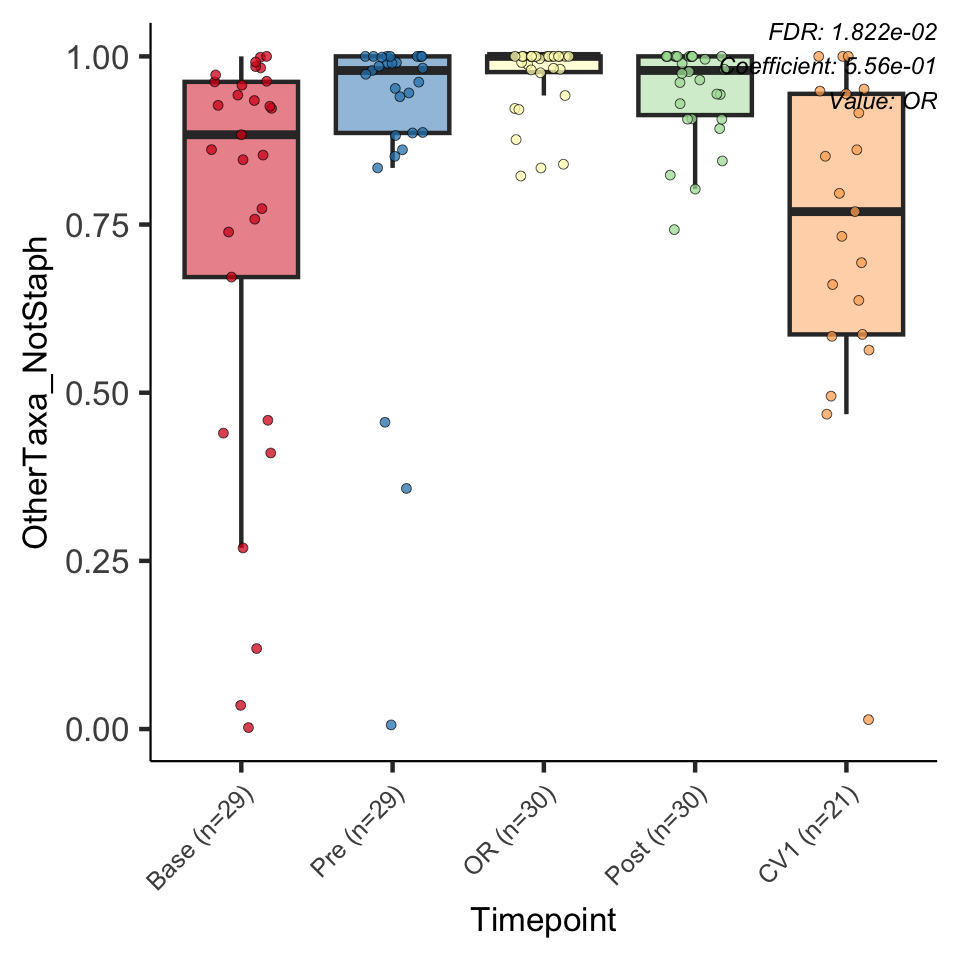 FDR: 1.822e-02
Coefficient: 5.56e-01
Value: OR
1.00
0.75
0.50
0.25
0.00
OtherTaxa_NotStaph
Base (n=29)
Pre (n=29)
OR (n=30)
Post (n=30)
CV1 (n=21)
Timepoint